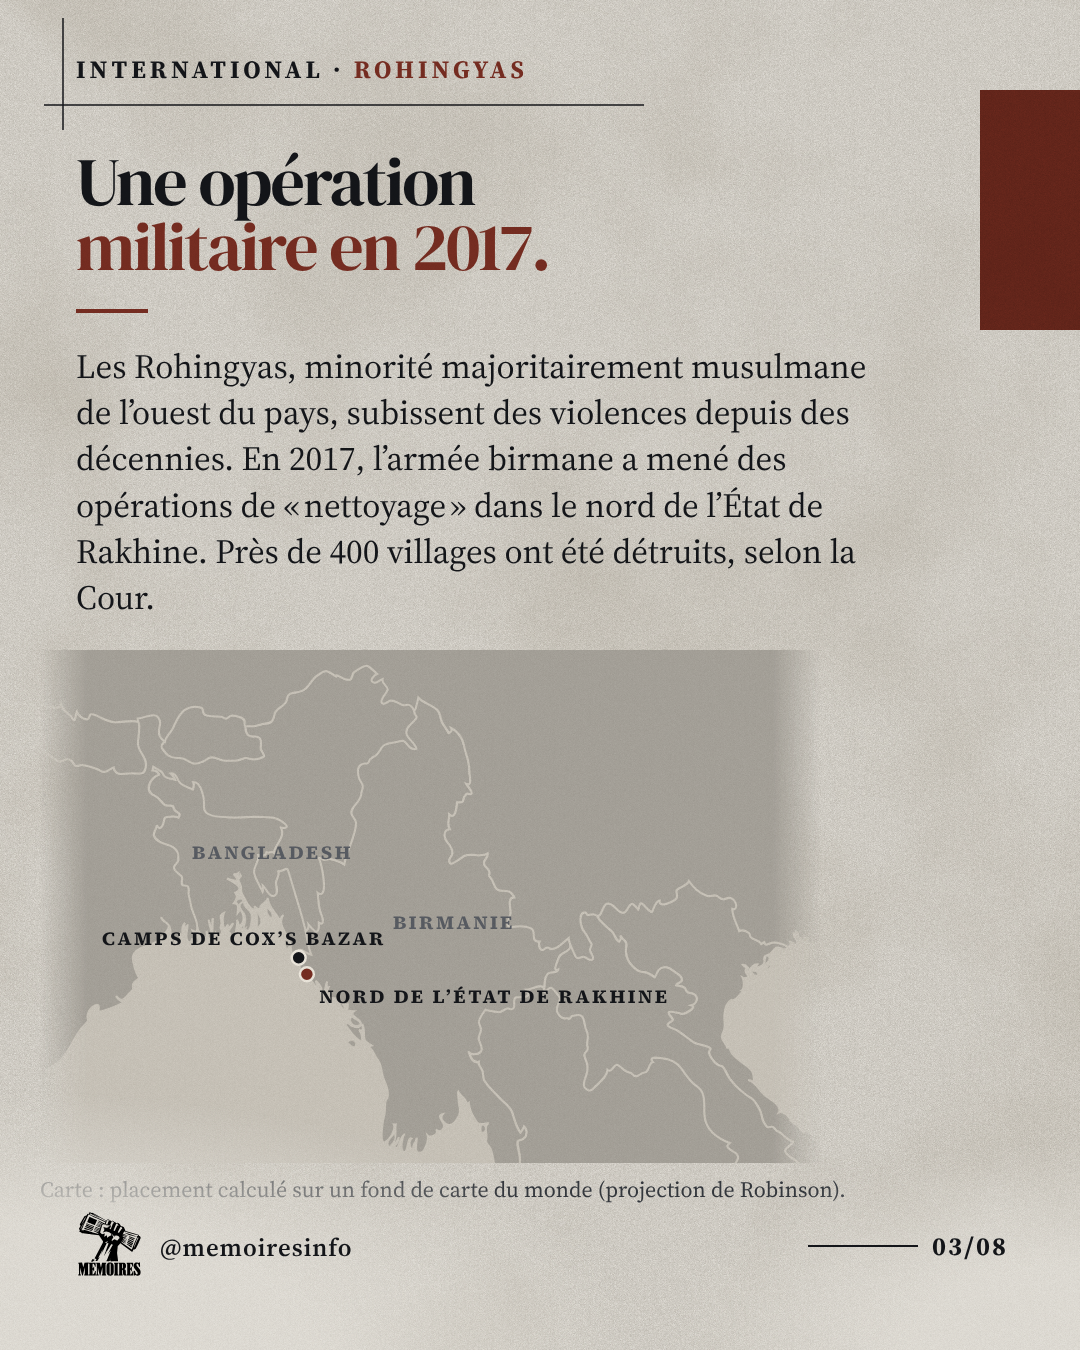 INTERNATIONAL · ROHINGYAS
Une opération
militaire en 2017.
Les Rohingyas, minorité majoritairement musulmane
de l’ouest du pays, subissent des violences depuis des
décennies. En 2017, l’armée birmane a mené des
opérations de « nettoyage » dans le nord de l’État de
Rakhine. Près de 400 villages ont été détruits, selon la
Cour.
BANGLADESH
BIRMANIE
CAMPS DE COX’S BAZAR
NORD DE L’ÉTAT DE RAKHINE
Carte : placement calculé sur un fond de carte du monde (projection de Robinson).
MÉMOIRES
@memoiresinfo
03/08